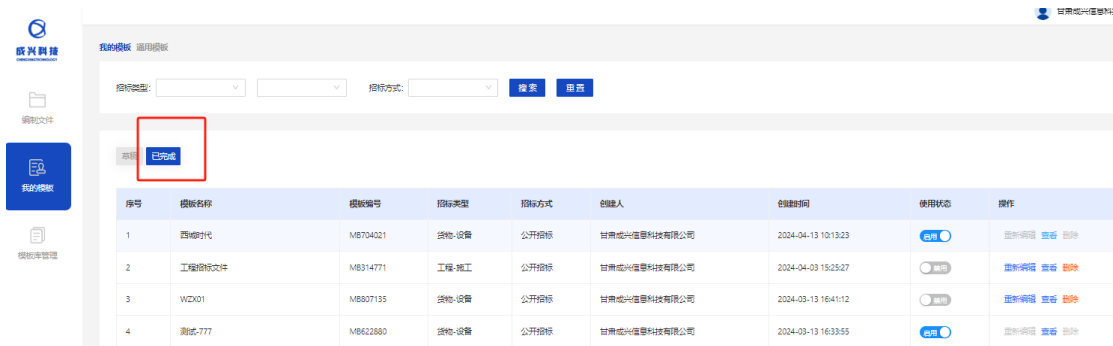 甘肃成兴信息科
成兴科技
CHENGXING TECHNOLOGY
我的模板 通用模板
招标类型: 招标方式: 搜索 重置
编制文件
草稿 已完成
我的模板
序号 模板名称 模板编号 招标类型 招标方式 创建人 创建时间 使用状态 操作
1 西城时代 MB704021 货物-设备 公开招标 甘肃成兴信息科技有限公司 2024-04-13 10:13:23 启用 重新编辑 查看 删除
模板库管理
2 工程招标文件 MB314771 工程-施工 公开招标 甘肃成兴信息科技有限公司 2024-04-03 15:25:27 禁用 重新编辑 查看 删除
3 WZX01 MB807135 货物-设备 公开招标 甘肃成兴信息科技有限公司 2024-03-13 16:41:12 禁用 重新编辑 查看 删除
4 测试-777 MB622880 货物-设备 公开招标 甘肃成兴信息科技有限公司 2024-03-13 16:33:55 启用 重新编辑 查看 删除